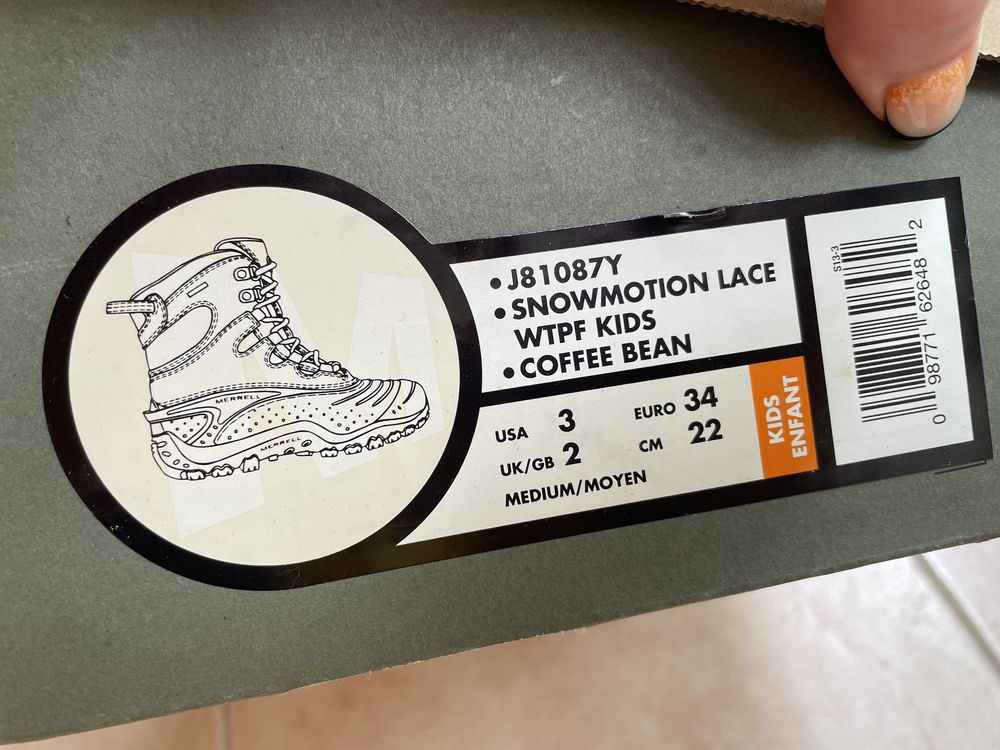 • J81087Y
• SNOWMOTION LACE
WTPF KIDS
• COFFEE BEAN
USA 3 EURO 34
UK/GB 2 CM 22
MEDIUM/MOYEN
KIDS
ENFANT
S13-3
0 98771 62648 2
MERRELL
MERRELL